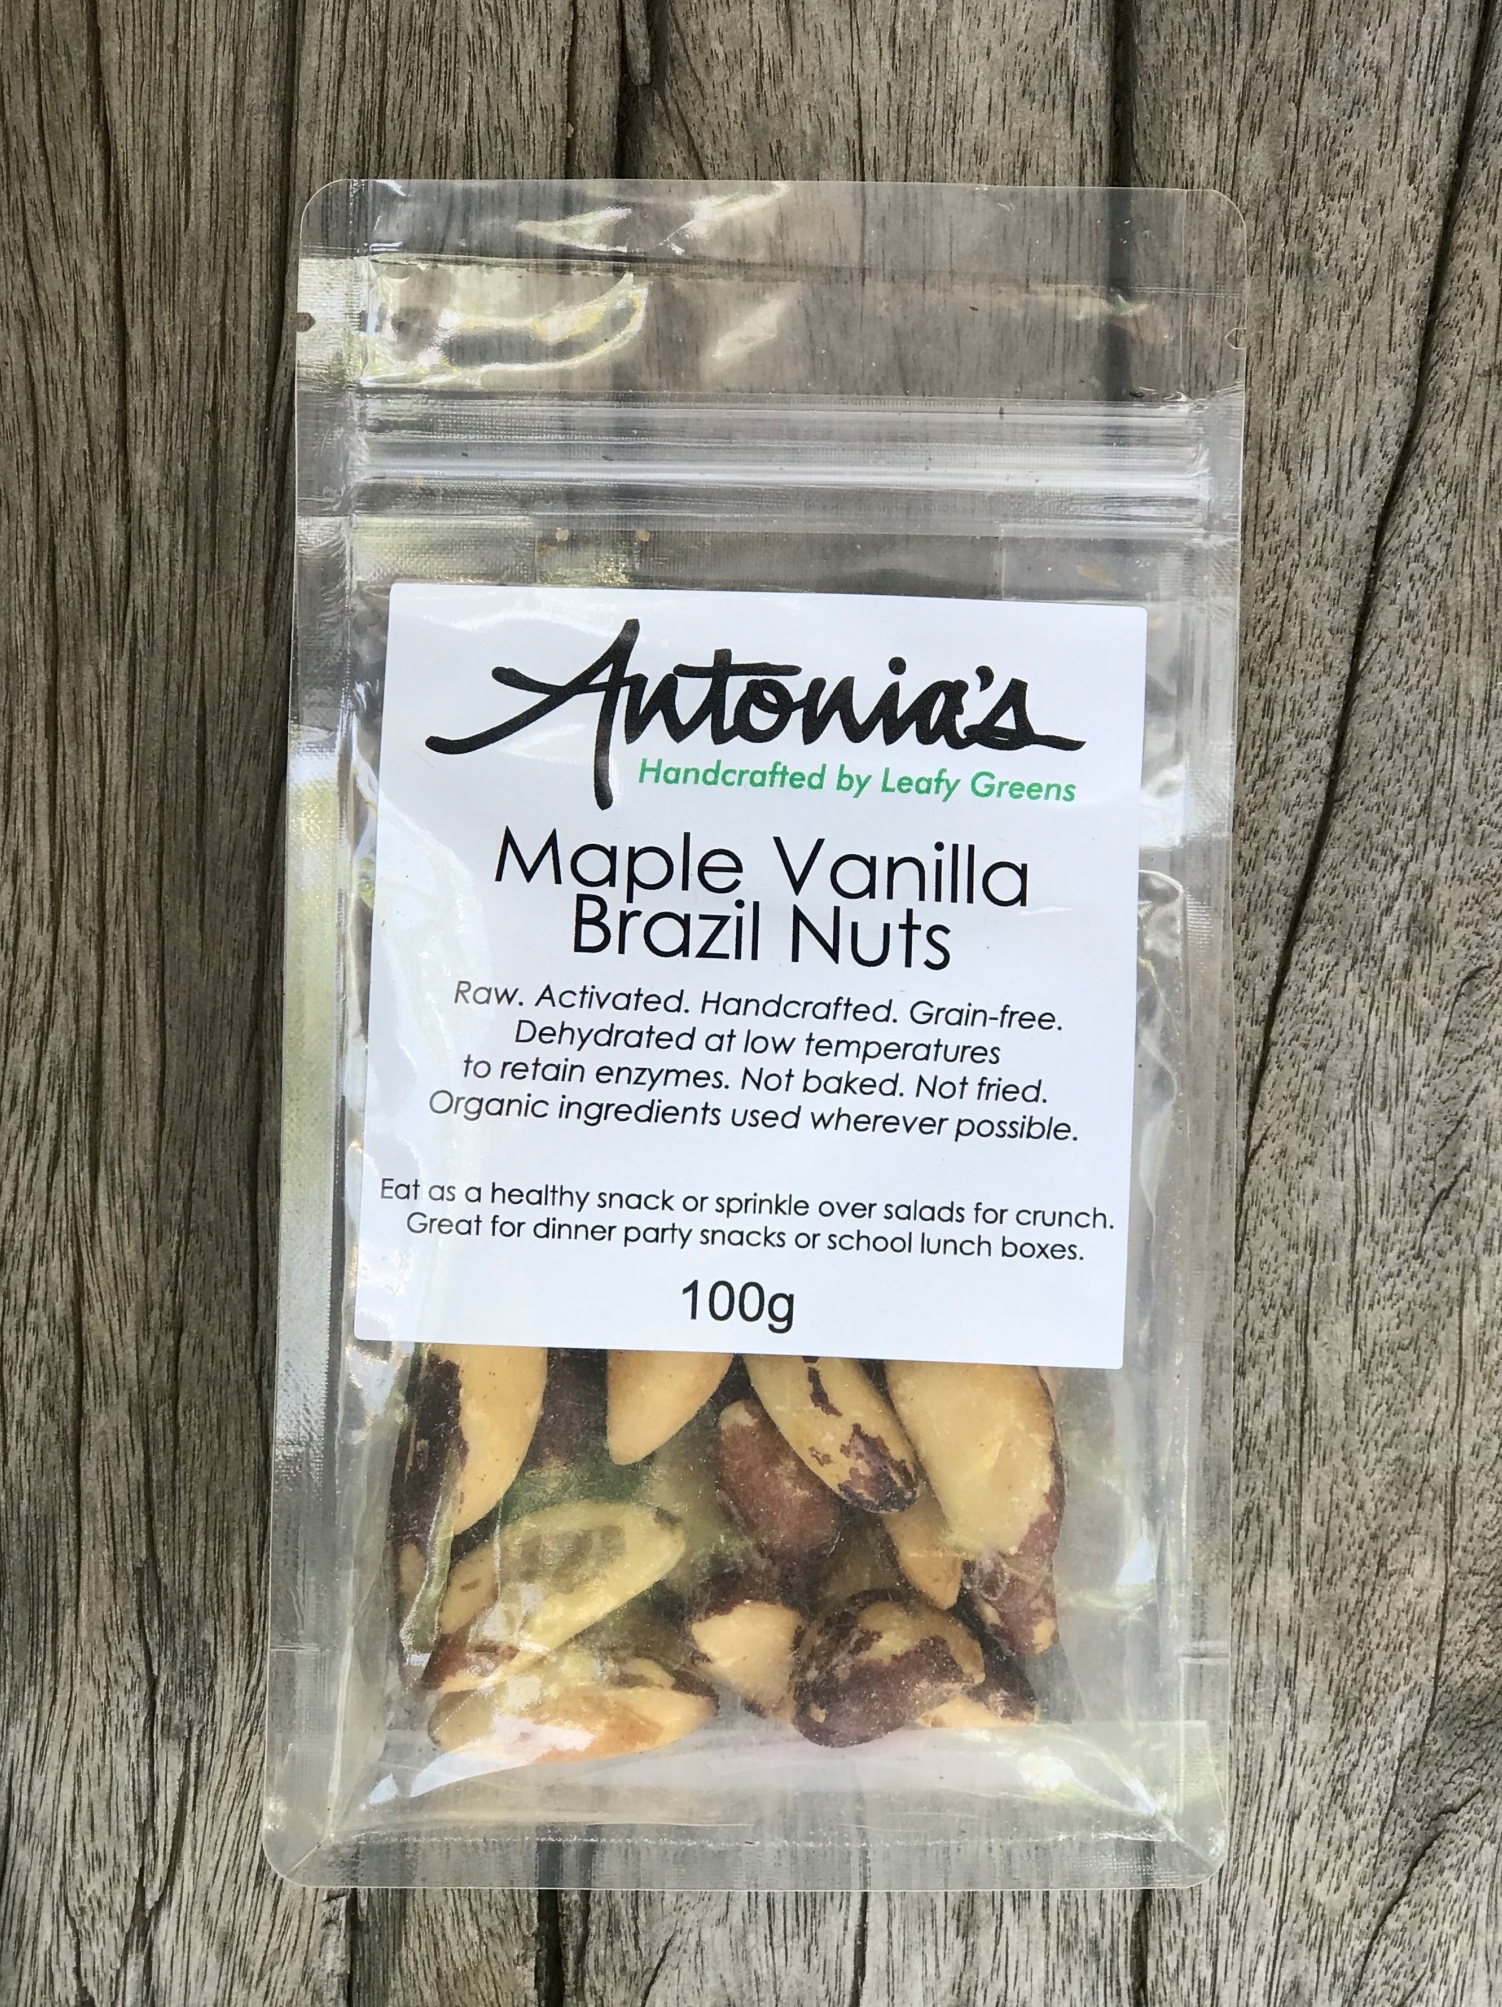 Antonia's
Handcrafted by Leafy Greens
Maple Vanilla
Brazil Nuts
Raw. Activated. Handcrafted. Grain-free.
Dehydrated at low temperatures
to retain enzymes. Not baked. Not fried.
Organic ingredients used wherever possible.
Eat as a healthy snack or sprinkle over salads for crunch.
Great for dinner party snacks or school lunch boxes.
100g